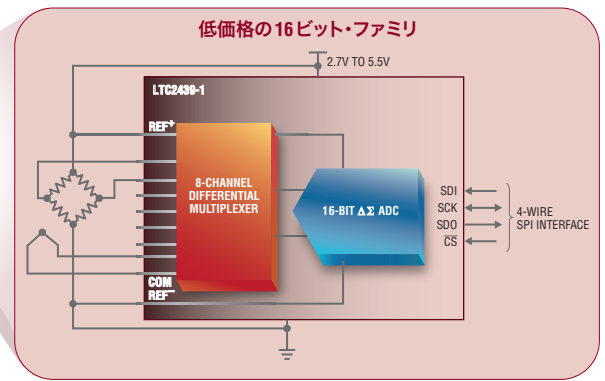 低価格の16ビット・ファミリ
2.7V TO 5.5V
LTC2439-1
REF+
8-CHANNEL
DIFFERENTIAL
MULTIPLEXER
16-BIT ΔΣ ADC
SDI
SCK
SDO
CS
4-WIRE
SPI INTERFACE
COM
REF–